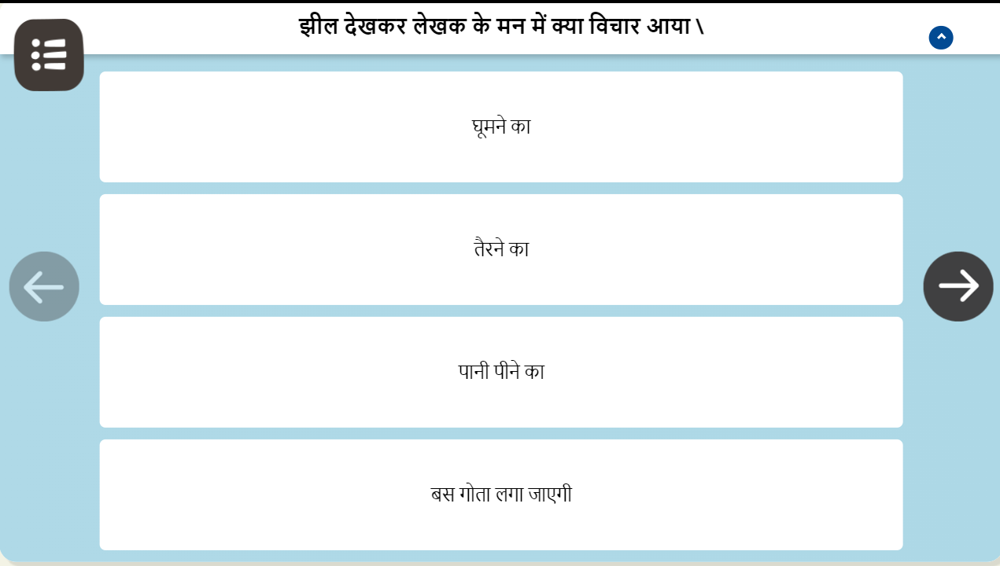 झील देखकर लेखक के मन में क्या विचार आया \
घूमने का
तैरने का
पानी पीने का
बस गोता लगा जाएगी